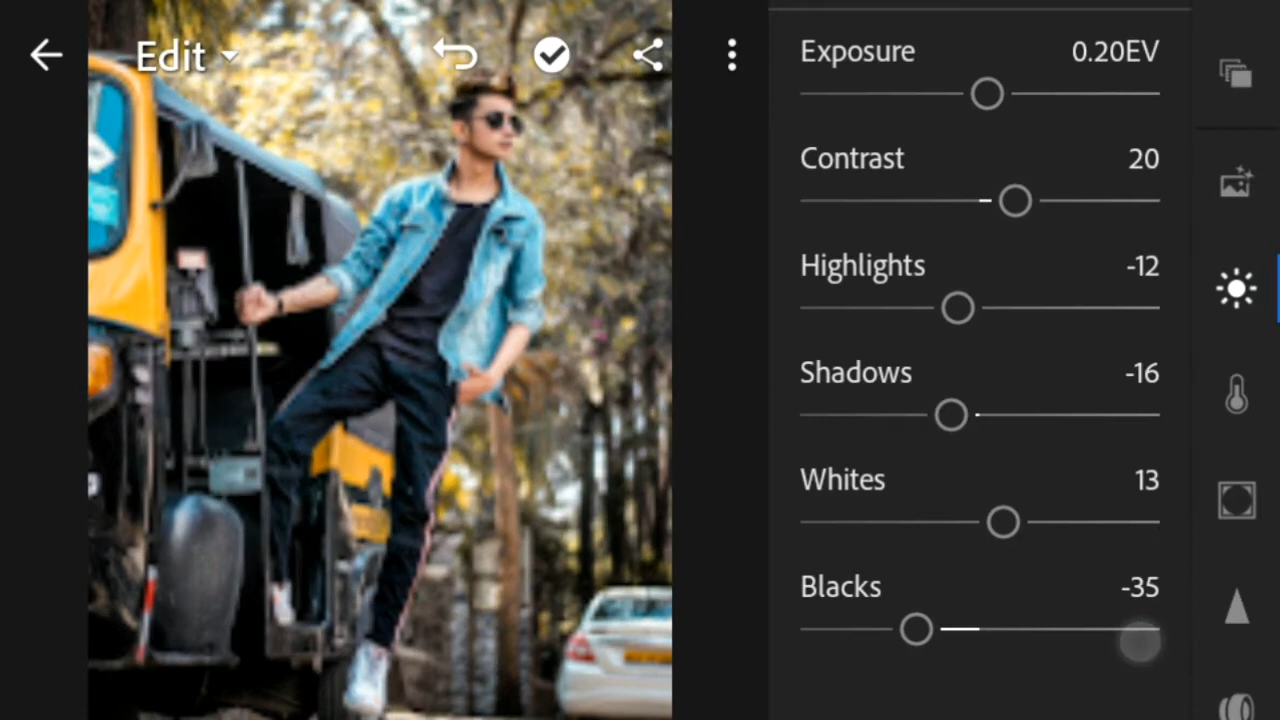 Edit
Exposure 0.20EV
Contrast 20
Highlights -12
Shadows -16
Whites 13
Blacks -35